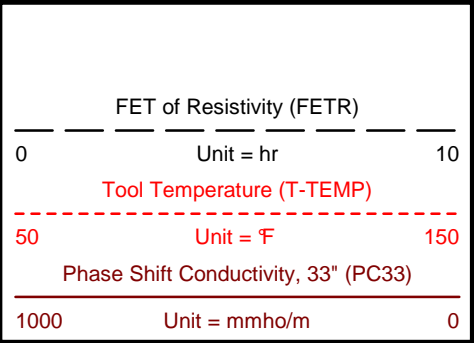 FET of Resistivity (FETR)
0 Unit = hr 10
Tool Temperature (T-TEMP)
50 Unit = °F 150
Phase Shift Conductivity, 33" (PC33)
1000 Unit = mmho/m 0